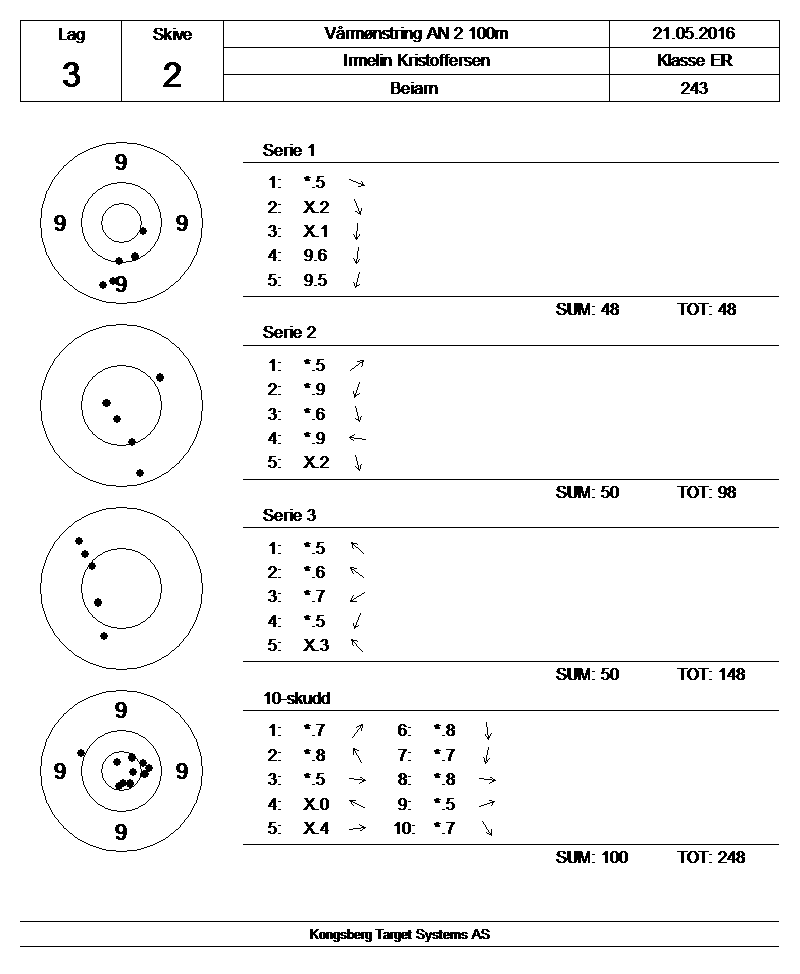 Lag Skive Vårmønstring AN 2 100m 21.05.2016
3 2 Irmelin Kristoffersen Klasse ER
Beiarn 243
Serie 1
9
9 9
9
1: *.5
2: X.2
3: X.1
4: 9.6
5: 9.5
SUM: 48 TOT: 48
Serie 2
1: *.5
2: *.9
3: *.6
4: *.9
5: X.2
SUM: 50 TOT: 98
Serie 3
1: *.5
2: *.6
3: *.7
4: *.5
5: X.3
SUM: 50 TOT: 148
10-skudd
9
9 9
9
1: *.7 6: *.8
2: *.8 7: *.7
3: *.5 8: *.8
4: X.0 9: *.5
5: X.4 10: *.7
SUM: 100 TOT: 248
Kongsberg Target Systems AS